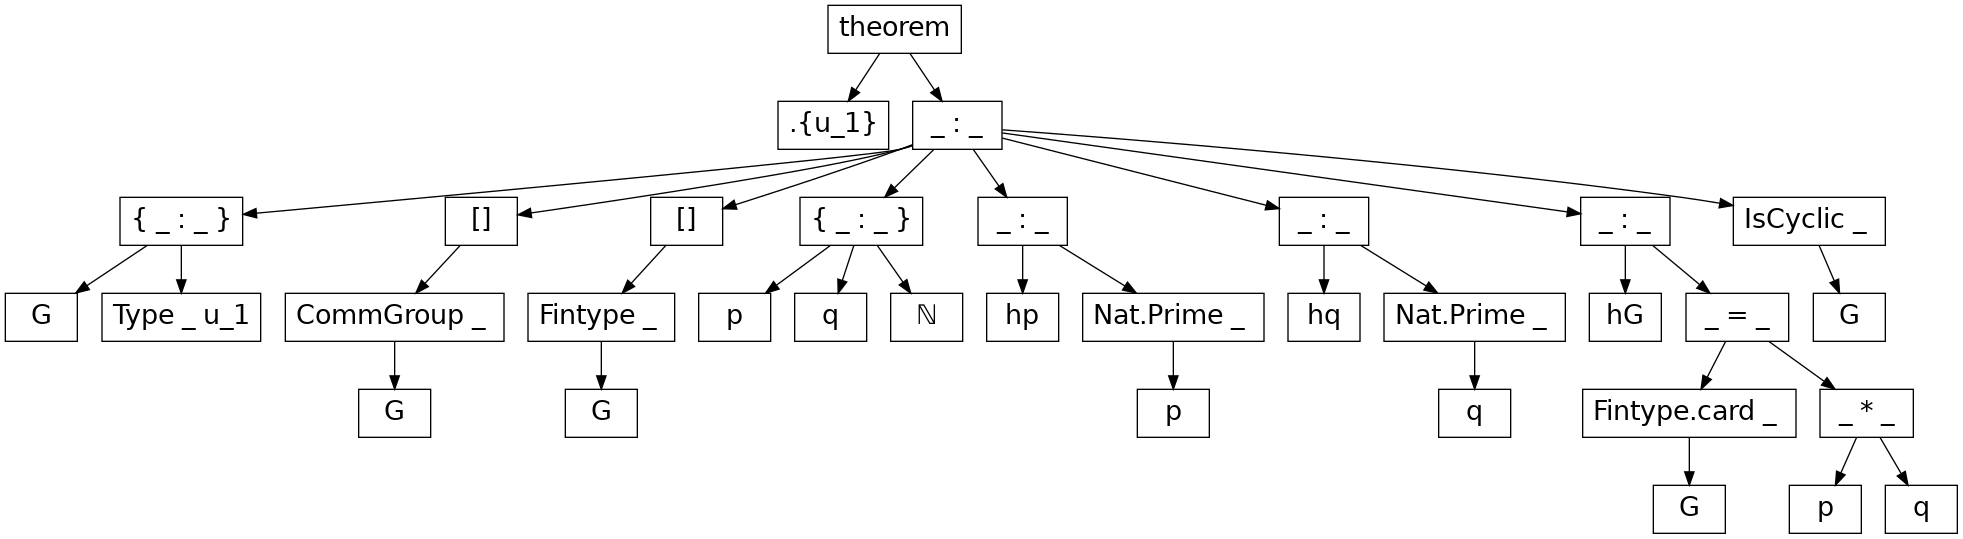 theorem
.{u_1}
_ : _
{ _ : _ }
[]
[]
{ _ : _ }
_ : _
_ : _
_ : _
IsCyclic _
G
Type _ u_1
CommGroup _
Fintype _
p
q
ℕ
hp
Nat.Prime _
hq
Nat.Prime _
hG
_ = _
G
G
G
p
q
Fintype.card _
_ * _
G
p
q